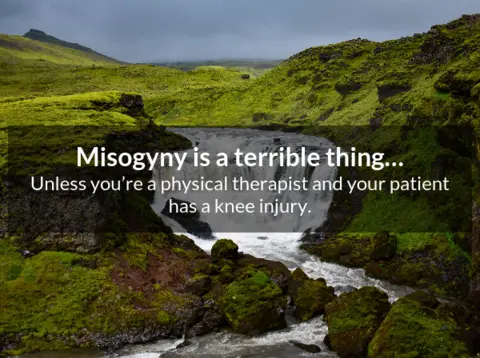 Misogyny is a terrible thing...
Unless you're a physical therapist and your patient
has a knee injury.